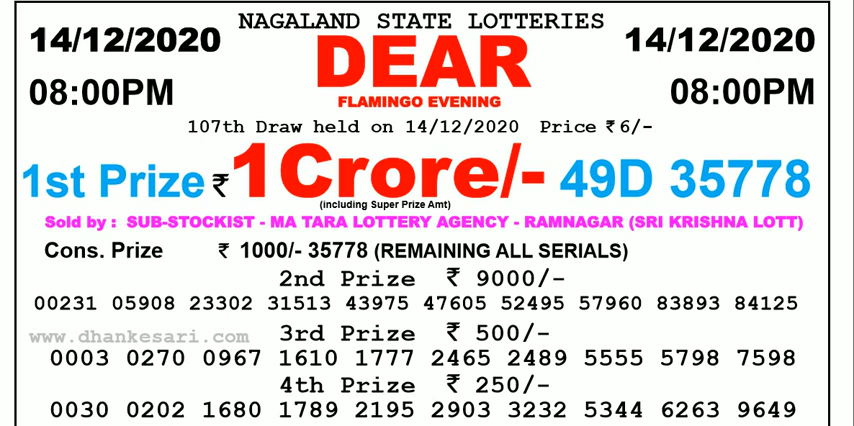 NAGALAND STATE LOTTERIES
14/12/2020 DEAR 14/12/2020
08:00PM FLAMINGO EVENING 08:00PM
107th Draw held on 14/12/2020 Price ₹ 6/-
1st Prize ₹ 1Crore/- 49D 35778
(including Super Prize Amt)
Sold by : SUB-STOCKIST - MA TARA LOTTERY AGENCY - RAMNAGAR (SRI KRISHNA LOTT)
Cons. Prize ₹ 1000/- 35778 (REMAINING ALL SERIALS)
2nd Prize ₹ 9000/-
00231 05908 23302 31513 43975 47605 52495 57960 83893 84125
www.dhankesari.com 3rd Prize ₹ 500/-
0003 0270 0967 1610 1777 2465 2489 5555 5798 7598
4th Prize ₹ 250/-
0030 0202 1680 1789 2195 2903 3232 5344 6263 9649